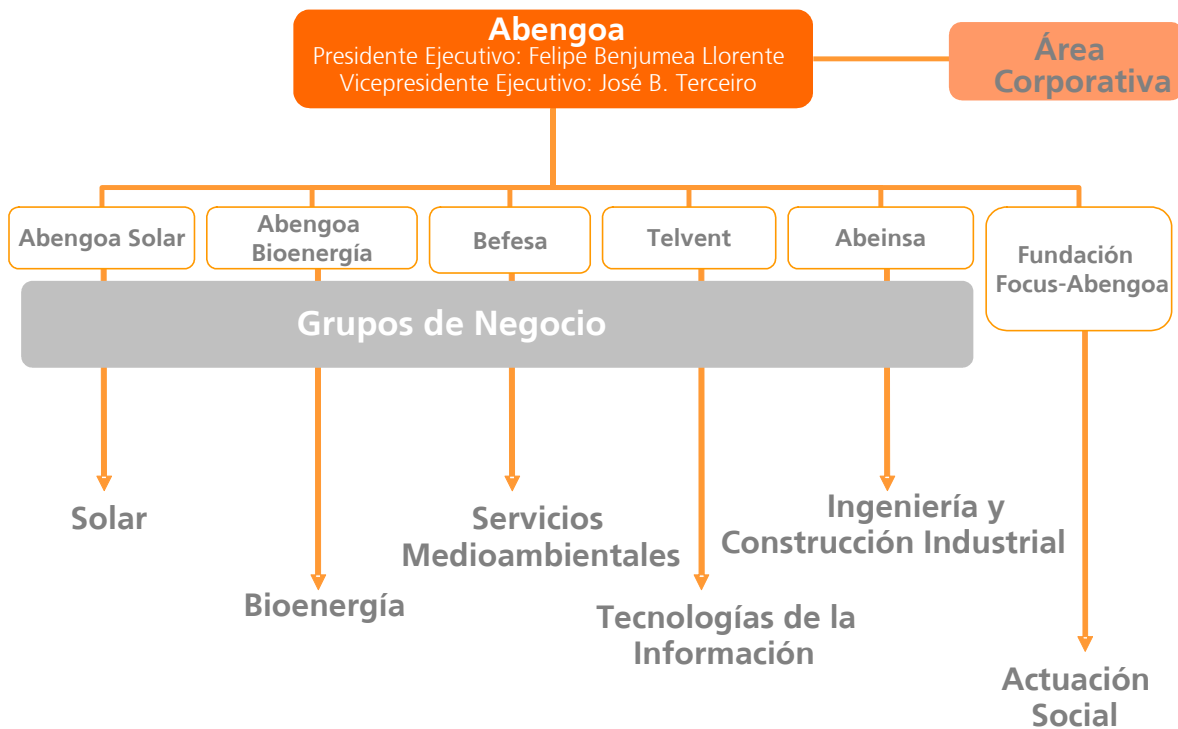 Abengoa
Presidente Ejecutivo: Felipe Benjumea Llorente
Vicepresidente Ejecutivo: José B. Terceiro
Área
Corporativa
Abengoa Solar
Abengoa
Bioenergía
Befesa
Telvent
Abeinsa
Fundación
Focus-Abengoa
Grupos de Negocio
Solar
Bioenergía
Servicios
Medioambientales
Tecnologías de la
Información
Ingeniería y
Construcción Industrial
Actuación
Social